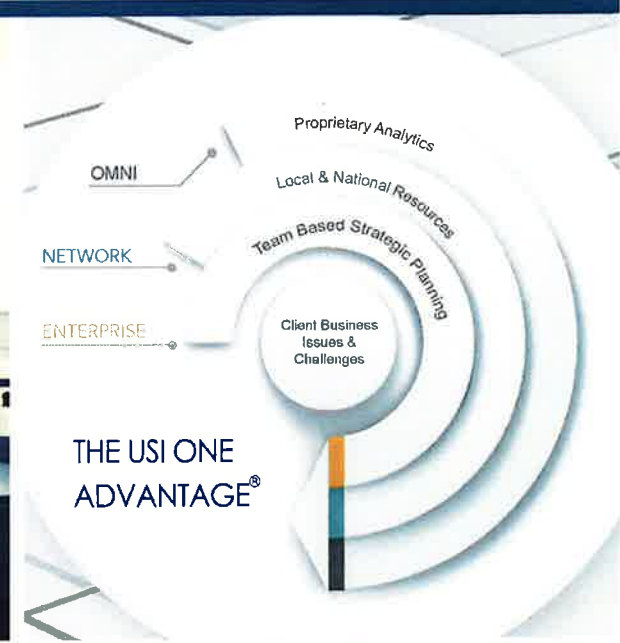 Proprietary Analytics
OMNI
Local & National Resources
Team Based Strategic Planning
NETWORK
ENTERPRISE
Client Business
Issues &
Challenges
THE USI ONE
ADVANTAGE®